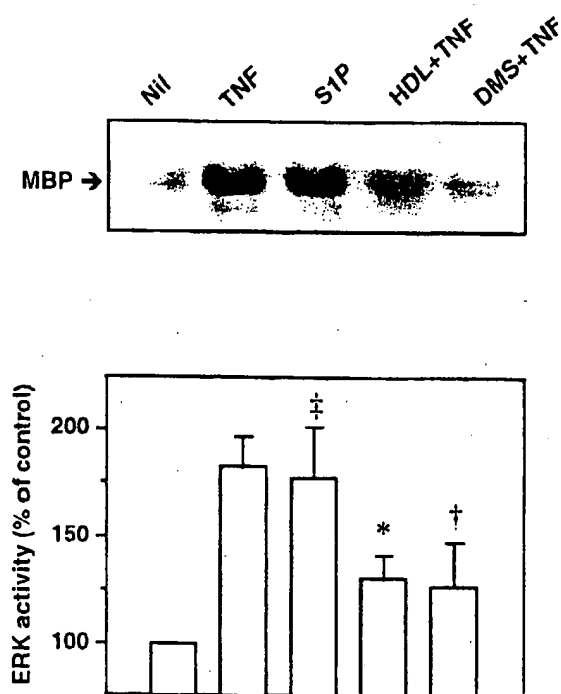 Nil TNF S1P HDL+TNF DMS+TNF
MBP →
ERK activity (% of control)
200
150
100
‡
*
†